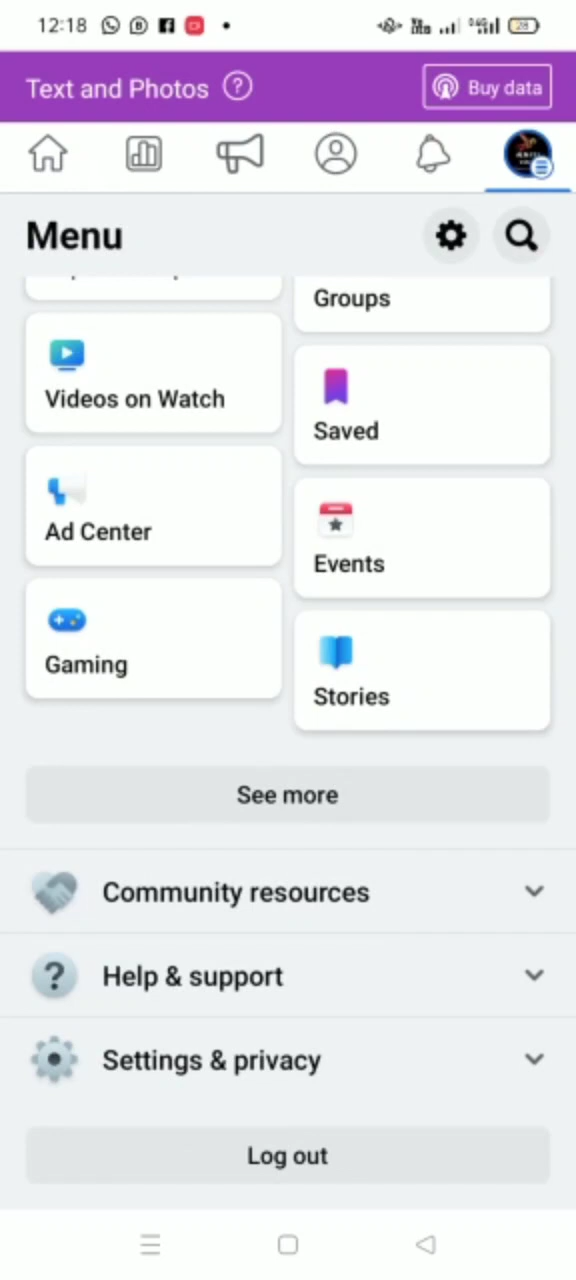 12:18
28
Text and Photos ?
Buy data
Menu
Groups
Videos on Watch
Saved
Ad Center
Events
Gaming
Stories
See more
Community resources
? Help & support
Settings & privacy
Log out